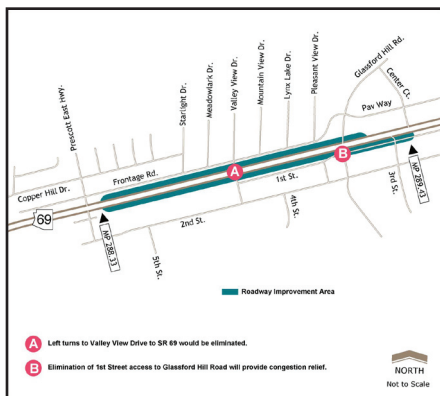 Glassford Hill Rd.
Center Ct.
Pleasant View Dr.
Lynx Lake Dr.
Mountain View Dr.
Valley View Dr.
Meadowlark Dr.
Starlight Dr.
Prescott East Hwy.
Pav Way
Frontage Rd.
Copper Hill Dr.
A
B
1st St.
69
2nd St.
3rd St.
4th St.
5th St.
MP 289.43
MP 288.33
Roadway Improvement Area
A Left turns to Valley View Drive to SR 69 would be eliminated.
B Elimination of 1st Street access to Glassford Hill Road will provide congestion relief.
NORTH
Not to Scale